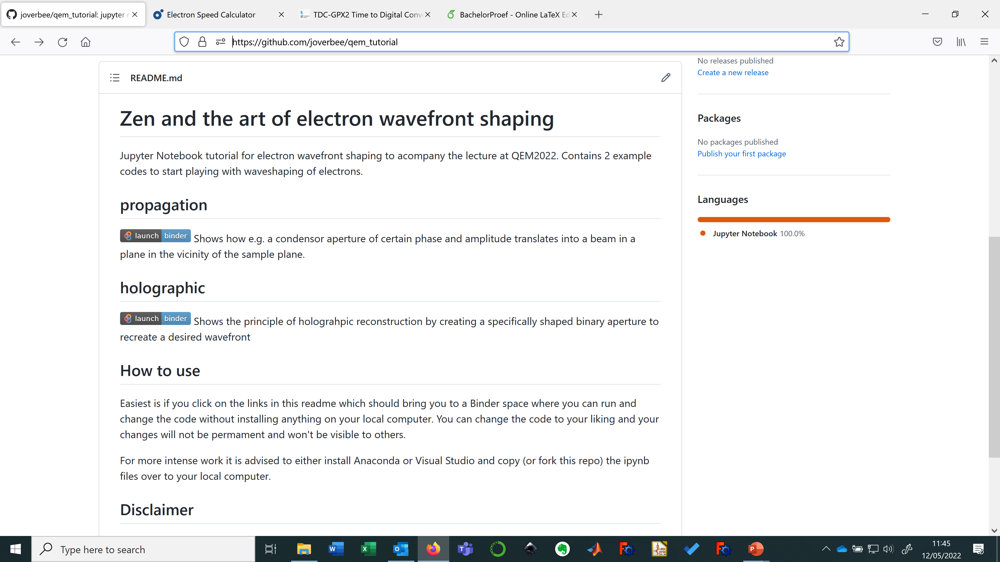 joverbee/qem_tutorial: jupyter n
Electron Speed Calculator
TDC-GPX2 Time to Digital Conve
BachelorProef - Online LaTeX Ed
https://github.com/joverbee/qem_tutorial
README.md
Zen and the art of electron wavefront shaping
Jupyter Notebook tutorial for electron wavefront shaping to acompany the lecture at QEM2022. Contains 2 example
codes to start playing with waveshaping of electrons.
propagation
launch binder Shows how e.g. a condensor aperture of certain phase and amplitude translates into a beam in a
plane in the vicinity of the sample plane.
holographic
launch binder Shows the principle of holograhpic reconstruction by creating a specifically shaped binary aperture to
recreate a desired wavefront
How to use
Easiest is if you click on the links in this readme which should bring you to a Binder space where you can run and
change the code without installing anything on your local computer. You can change the code to your liking and your
changes will not be permament and won't be visible to others.
For more intense work it is advised to either install Anaconda or Visual Studio and copy (or fork this repo) the ipynb
files over to your local computer.
Disclaimer
No releases published
Create a new release
Packages
No packages published
Publish your first package
Languages
Jupyter Notebook 100.0%
Type here to search
11:45
12/05/2022